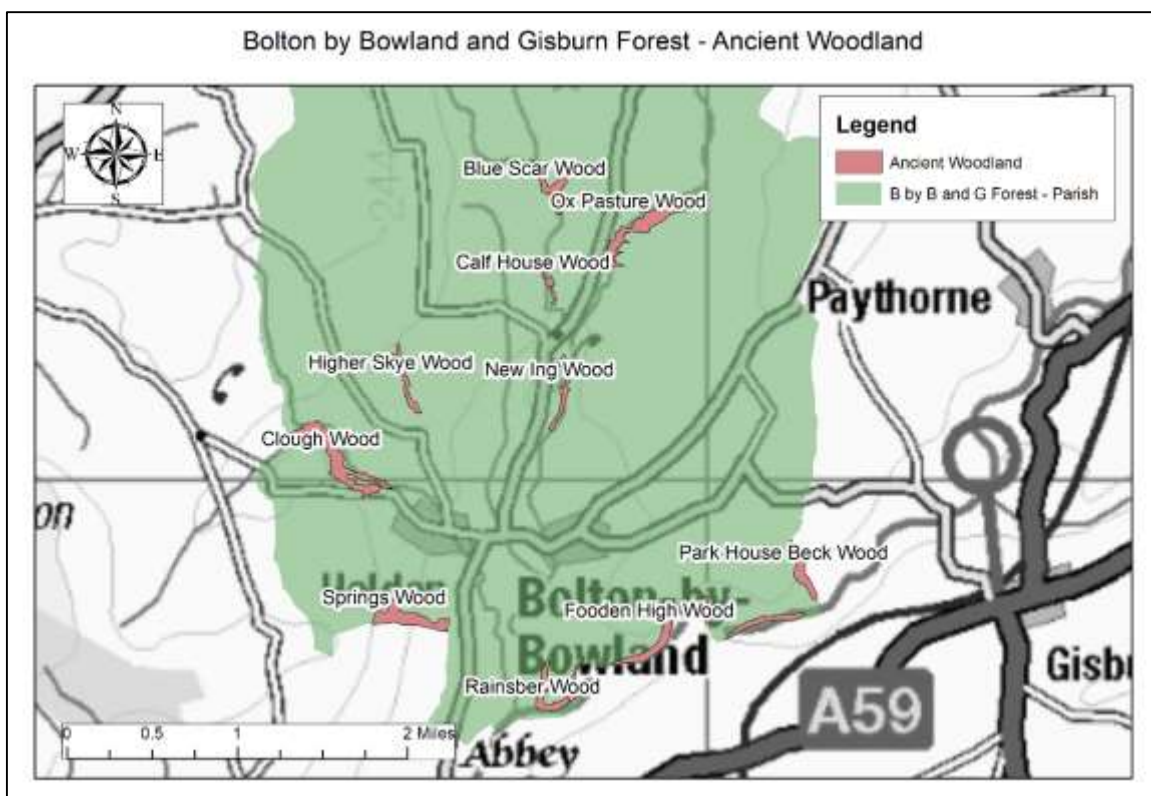 Bolton by Bowland and Gisburn Forest - Ancient Woodland
N
W E
S
Legend
Ancient Woodland
B by B and G Forest - Parish
Blue Scar Wood
Ox Pasture Wood
Calf House Wood
Paythorne
Higher Skye Wood
New Ing Wood
Clough Wood
on
Park House Beck Wood
Springs Wood
Bolton-by-
Fooden High Wood
Bowland
Gisbu
Rainsber Wood
A59
0 0.5 1 2 Miles
Abbey